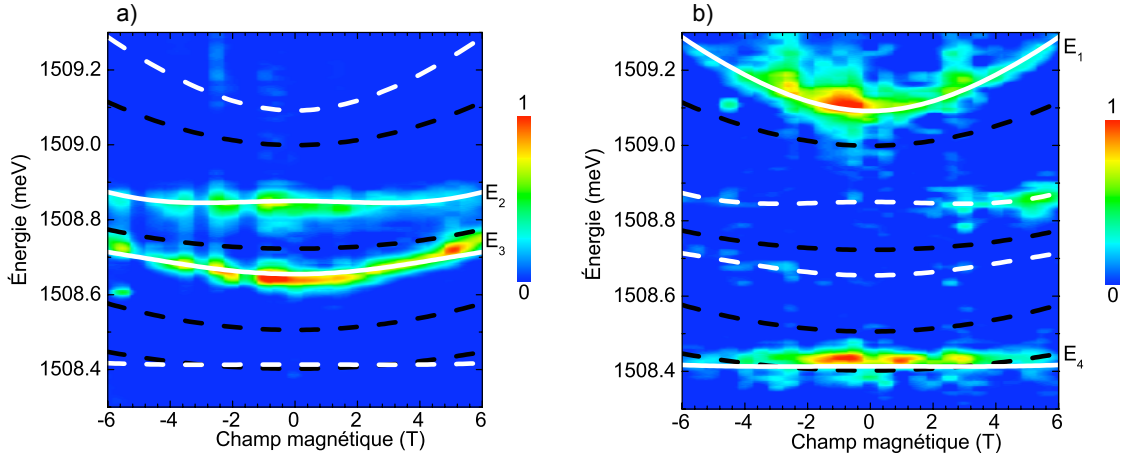 a)
Énergie (meV)
1509.2
1509.0
1508.8
1508.6
1508.4
-6 -4 -2 0 2 4 6
Champ magnétique (T)
E2
E3
1
0
b)
Énergie (meV)
1509.2
1509.0
1508.8
1508.6
1508.4
-6 -4 -2 0 2 4 6
Champ magnétique (T)
E1
E4
1
0